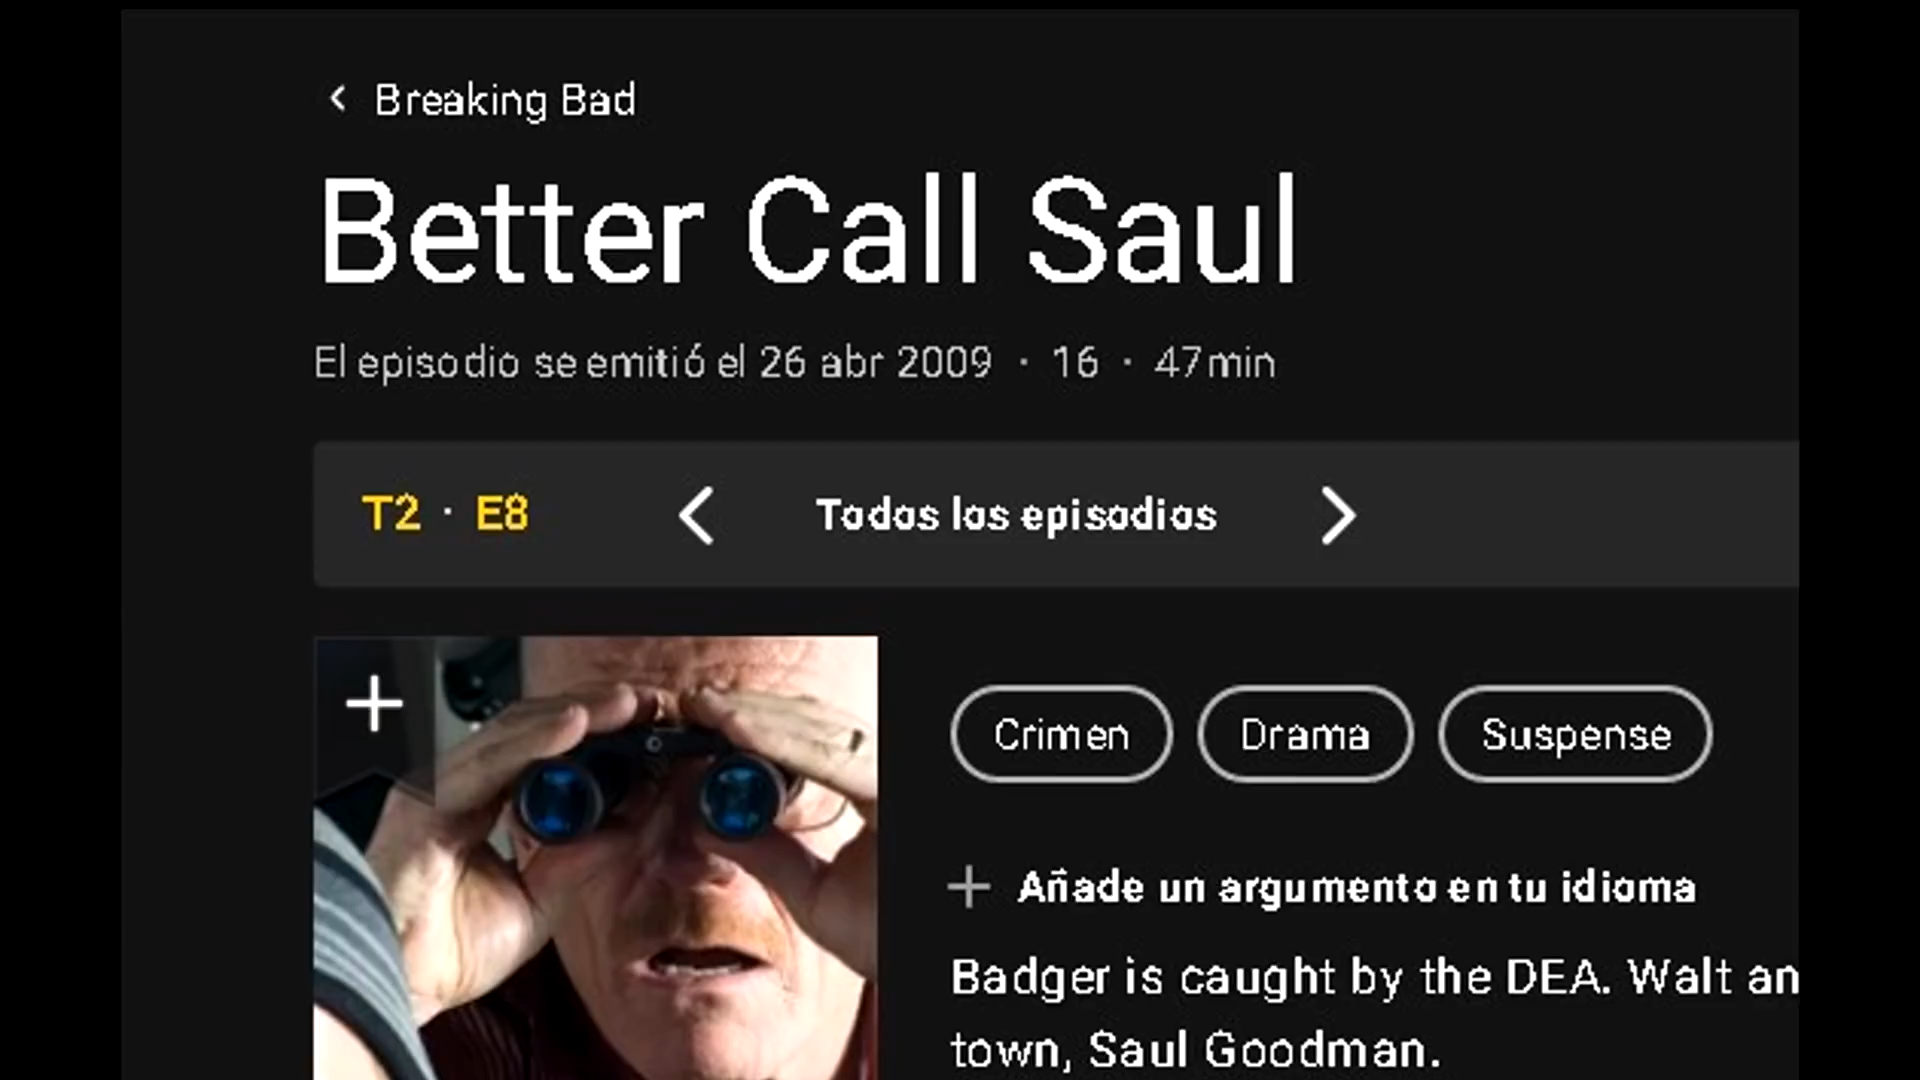 Breaking Bad
Better Call Saul
El episodio se emitió el 26 abr 2009 · 16 · 47min
T2 · E8 Todos los episodios
Crimen Drama Suspense
Añade un argumento en tu idioma
Badger is caught by the DEA. Walt an
town, Saul Goodman.